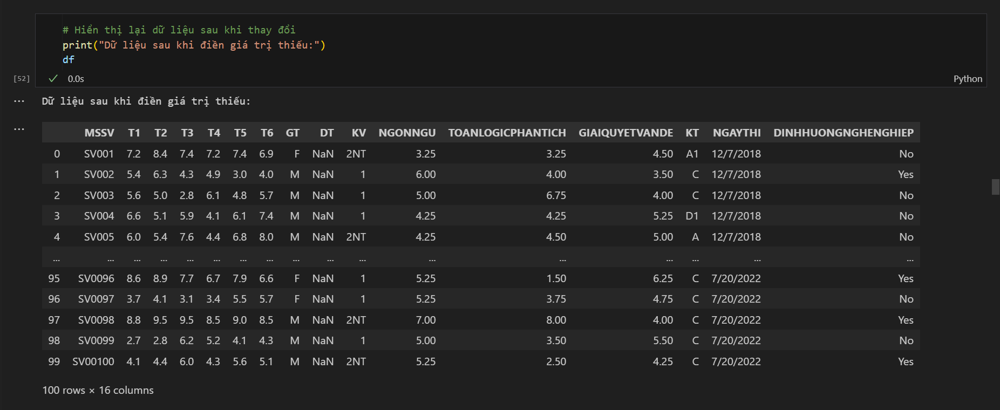 # Hiển thị lại dữ liệu sau khi thay đổi
print("Dữ liệu sau khi điền giá trị thiếu:")
df
[52] 0.0s Python
Dữ liệu sau khi điền giá trị thiếu:
MSSV T1 T2 T3 T4 T5 T6 GT DT KV NGONNGU TOANLOGICPHANTICH GIAIQUYETVANDE KT NGAYTHI DINHHUONGNGHENGHIEP
0 SV001 7.2 8.4 7.4 7.2 7.4 6.9 F NaN 2NT 3.25 3.25 4.50 A1 12/7/2018 No
1 SV002 5.4 6.3 4.3 4.9 3.0 4.0 M NaN 1 6.00 4.00 3.50 C 12/7/2018 Yes
2 SV003 5.6 5.0 2.8 6.1 4.8 5.7 M NaN 1 5.00 6.75 4.00 C 12/7/2018 No
3 SV004 6.6 5.1 5.9 4.1 6.1 7.4 M NaN 1 4.25 4.25 5.25 D1 12/7/2018 No
4 SV005 6.0 5.4 7.6 4.4 6.8 8.0 M NaN 2NT 4.25 4.50 5.00 A 12/7/2018 No
... ... ... ... ... ... ... ... ... ... ... ... ... ... ... ... ...
95 SV0096 8.6 8.9 7.7 6.7 7.9 6.6 F NaN 1 5.25 1.50 6.25 C 7/20/2022 Yes
96 SV0097 3.7 4.1 3.1 3.4 5.5 5.7 F NaN 1 5.25 3.75 4.75 C 7/20/2022 No
97 SV0098 8.8 9.5 9.5 8.5 9.0 8.5 M NaN 2NT 7.00 8.00 4.00 C 7/20/2022 Yes
98 SV0099 2.7 2.8 6.2 5.2 4.1 4.3 M NaN 1 5.00 3.50 5.50 C 7/20/2022 No
99 SV00100 4.1 4.4 6.0 4.3 5.6 5.1 M NaN 2NT 5.25 2.50 4.25 C 7/20/2022 Yes
100 rows × 16 columns